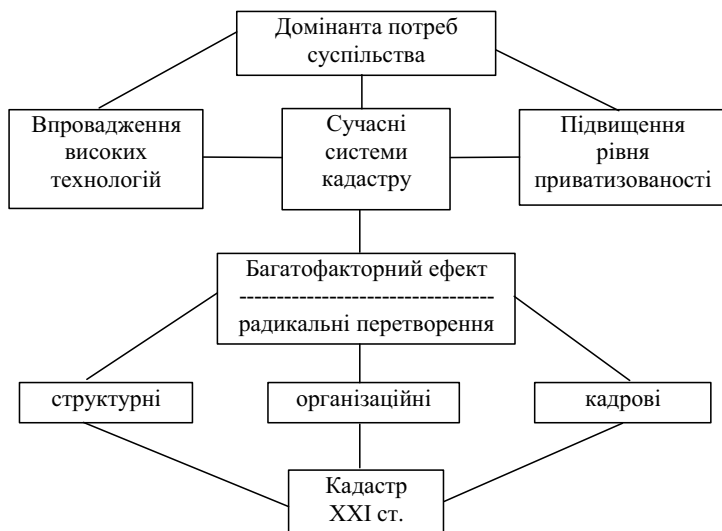 Домінанта потреб
суспільства
Впровадження
високих
технологій
Сучасні
системи
кадастру
Підвищення
рівня
приватизованості
Багатофакторний ефект
-----------------------------------
радикальні перетворення
структурні
організаційні
кадрові
Кадастр
XXI ст.